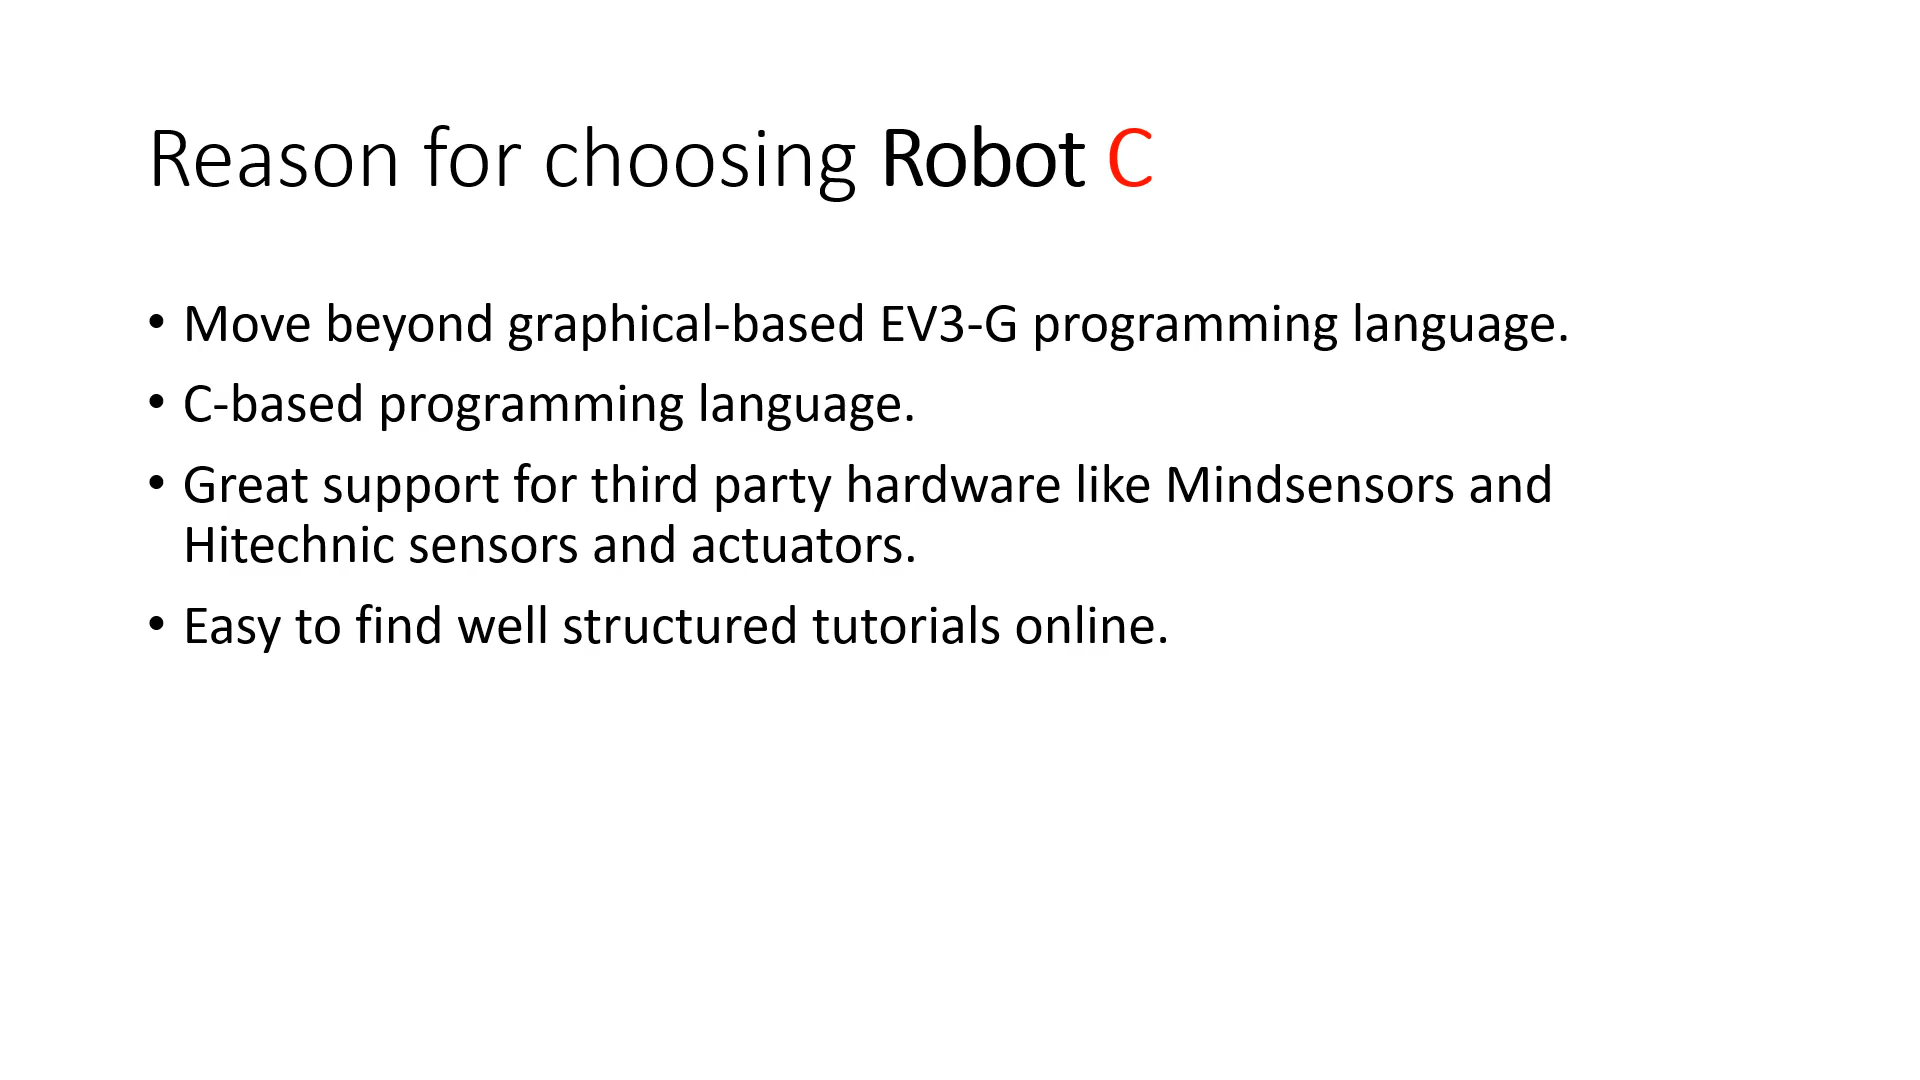 Reason for choosing Robot C
• Move beyond graphical-based EV3-G programming language.
• C-based programming language.
• Great support for third party hardware like Mindsensors and
Hitechnic sensors and actuators.
• Easy to find well structured tutorials online.